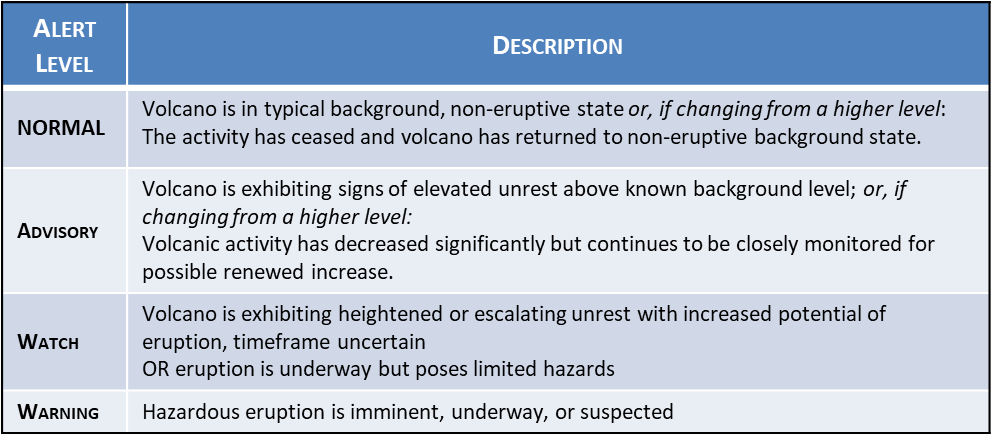 ALERT
LEVEL
DESCRIPTION
NORMAL
Volcano is in typical background, non-eruptive state or, if changing from a higher level:
The activity has ceased and volcano has returned to non-eruptive background state.
ADVISORY
Volcano is exhibiting signs of elevated unrest above known background level; or, if
changing from a higher level:
Volcanic activity has decreased significantly but continues to be closely monitored for
possible renewed increase.
WATCH
Volcano is exhibiting heightened or escalating unrest with increased potential of
eruption, timeframe uncertain
OR eruption is underway but poses limited hazards
WARNING
Hazardous eruption is imminent, underway, or suspected